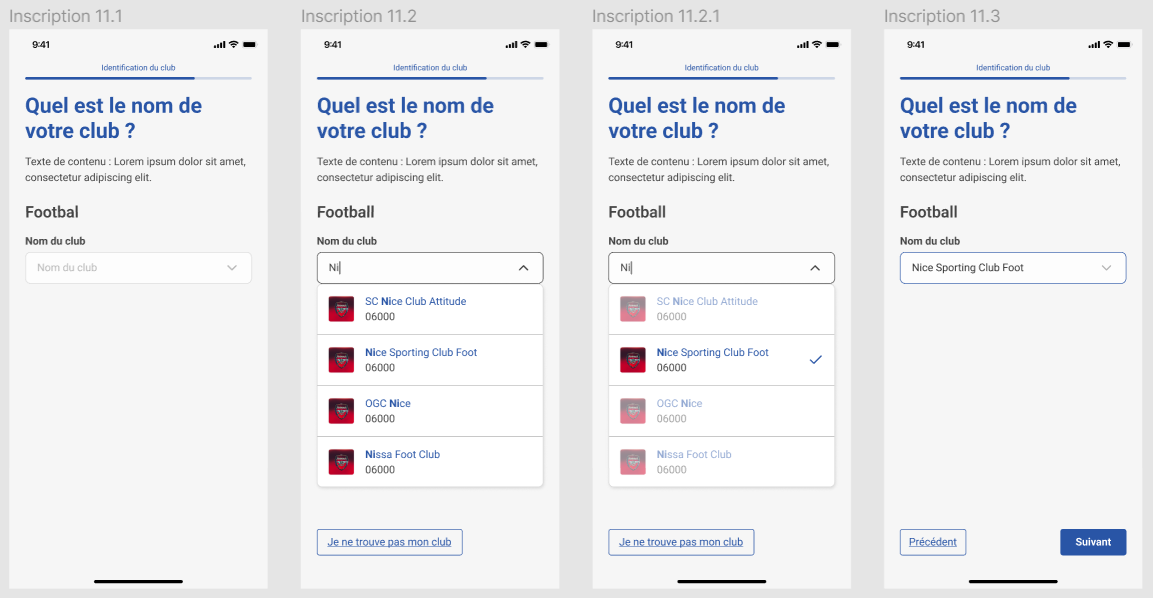 Inscription 11.1
9:41
Identification du club
Quel est le nom de
votre club ?
Texte de contenu : Lorem ipsum dolor sit amet,
consectetur adipiscing elit.
Footbal
Nom du club
Nom du club
Inscription 11.2
9:41
Identification du club
Quel est le nom de
votre club ?
Texte de contenu : Lorem ipsum dolor sit amet,
consectetur adipiscing elit.
Football
Nom du club
Ni
SC Nice Club Attitude
06000
Nice Sporting Club Foot
06000
OGC Nice
06000
Nissa Foot Club
06000
Je ne trouve pas mon club
Inscription 11.2.1
9:41
Identification du club
Quel est le nom de
votre club ?
Texte de contenu : Lorem ipsum dolor sit amet,
consectetur adipiscing elit.
Football
Nom du club
Ni
SC Nice Club Attitude
06000
Nice Sporting Club Foot
06000
OGC Nice
06000
Nissa Foot Club
06000
Je ne trouve pas mon club
Inscription 11.3
9:41
Identification du club
Quel est le nom de
votre club ?
Texte de contenu : Lorem ipsum dolor sit amet,
consectetur adipiscing elit.
Football
Nom du club
Nice Sporting Club Foot
Précédent
Suivant